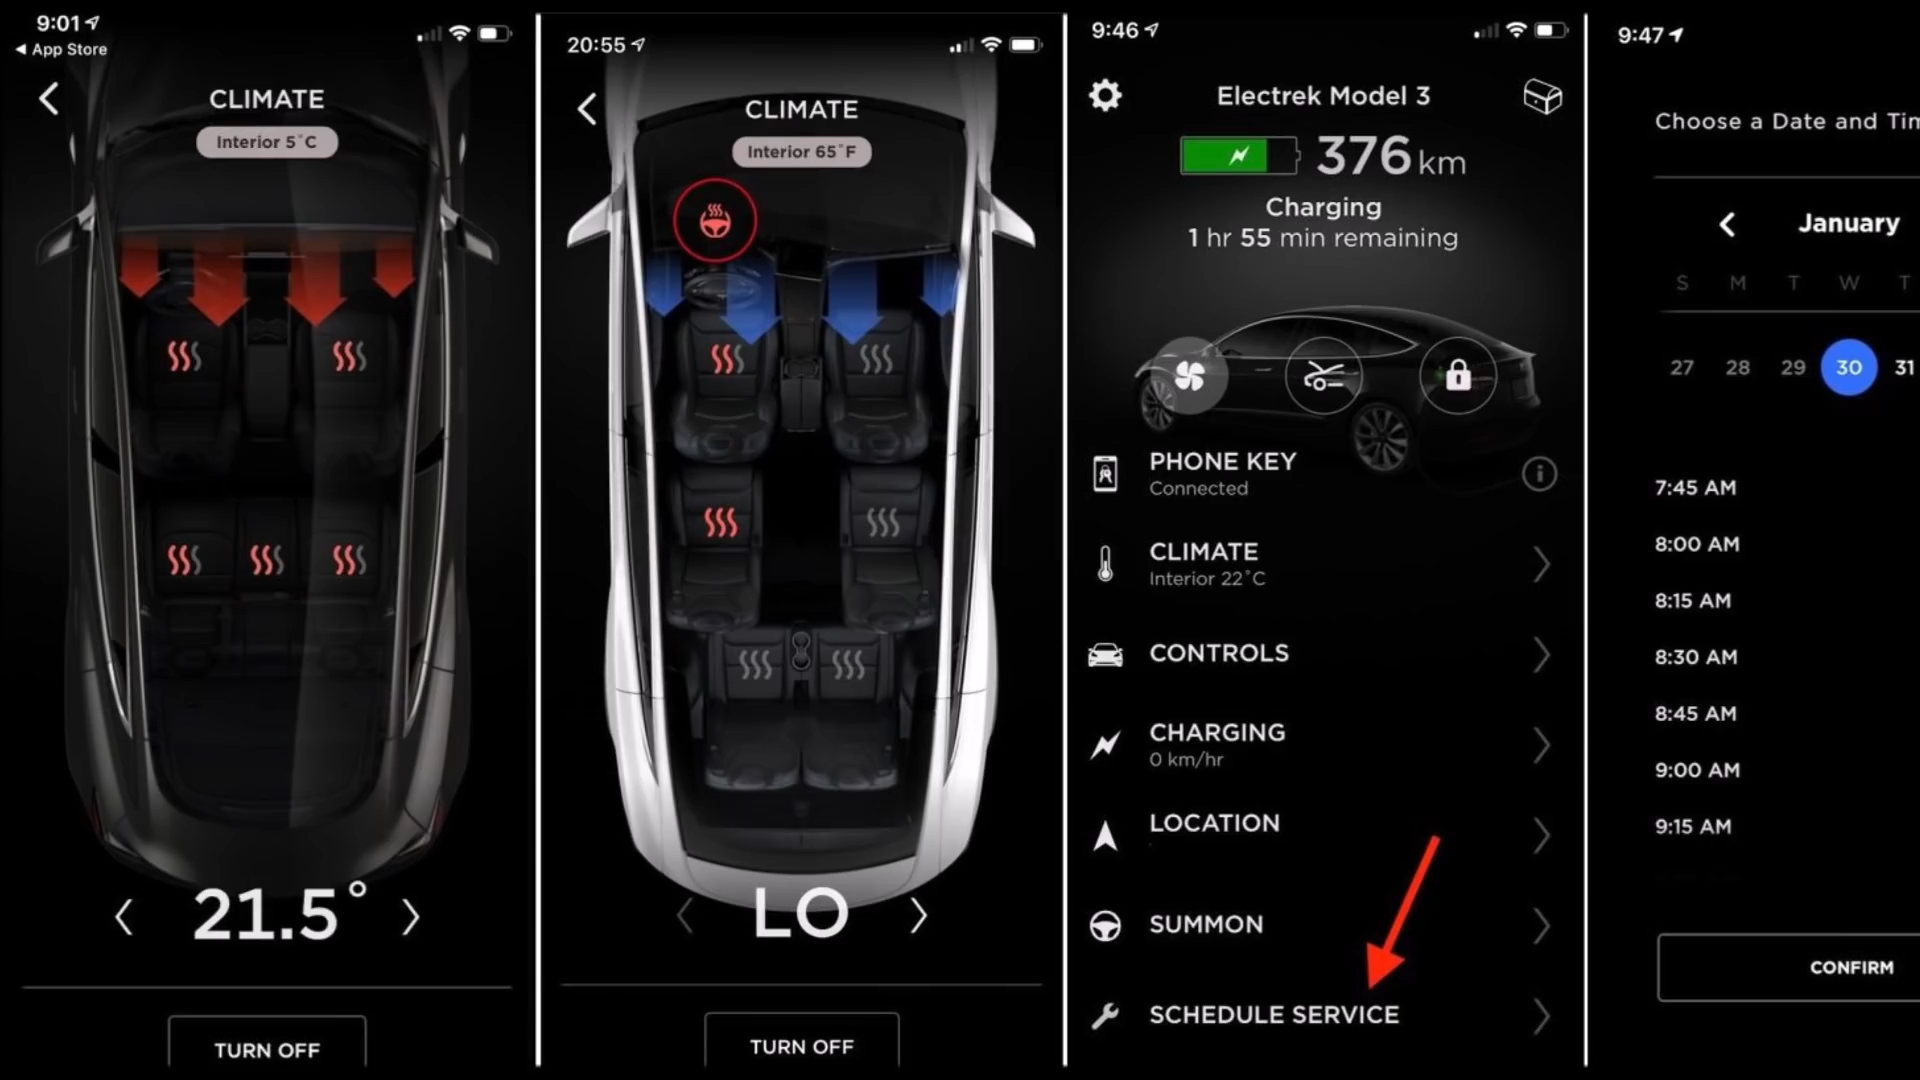 9:01
◀ App Store
CLIMATE
Interior 5°C
21.5°
TURN OFF
20:55
CLIMATE
Interior 65°F
LO
TURN OFF
9:46
Electrek Model 3
376 km
Charging
1 hr 55 min remaining
PHONE KEY
Connected
CLIMATE
Interior 22°C
CONTROLS
CHARGING
0 km/hr
LOCATION
SUMMON
SCHEDULE SERVICE
9:47
Choose a Date and Tim
January
S M T W T
27 28 29 30 31
7:45 AM
8:00 AM
8:15 AM
8:30 AM
8:45 AM
9:00 AM
9:15 AM
CONFIRM